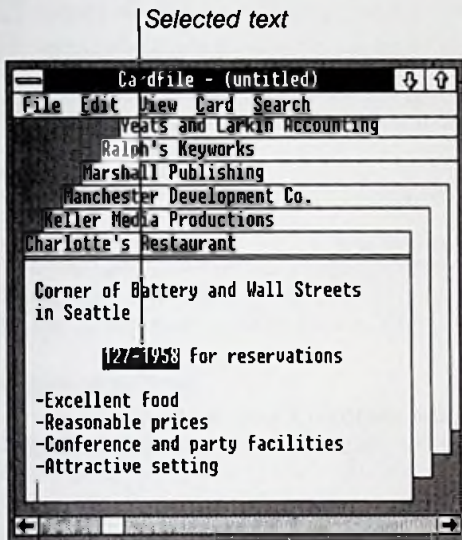 Selected text
Cardfile - (untitled)
File Edit View Card Search
Yeats and Larkin Accounting
Ralph's Keyworks
Marshall Publishing
Manchester Development Co.
Keller Media Productions
Charlotte's Restaurant
Corner of Battery and Wall Streets
in Seattle
127-1958 for reservations
-Excellent food
-Reasonable prices
-Conference and party facilities
-Attractive setting